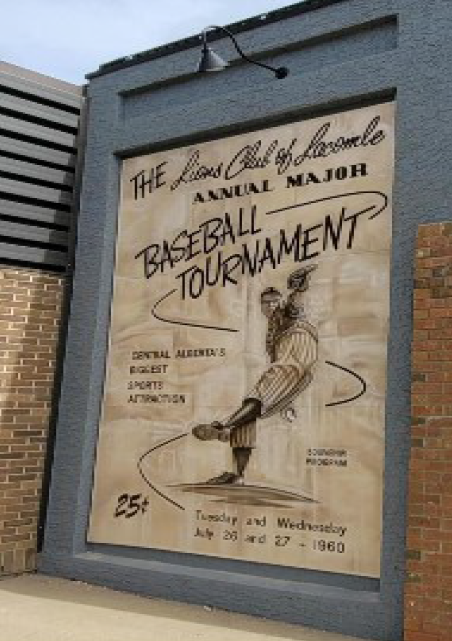 THE Lions Club of Lacombe
ANNUAL MAJOR
BASEBALL
TOURNAMENT
CENTRAL ALBERTA'S
BIGGEST
SPORTS
ATTRACTION
SOUVENIR
PROGRAM
25¢
Tuesday and Wednesday
July 26 and 27 - 1960